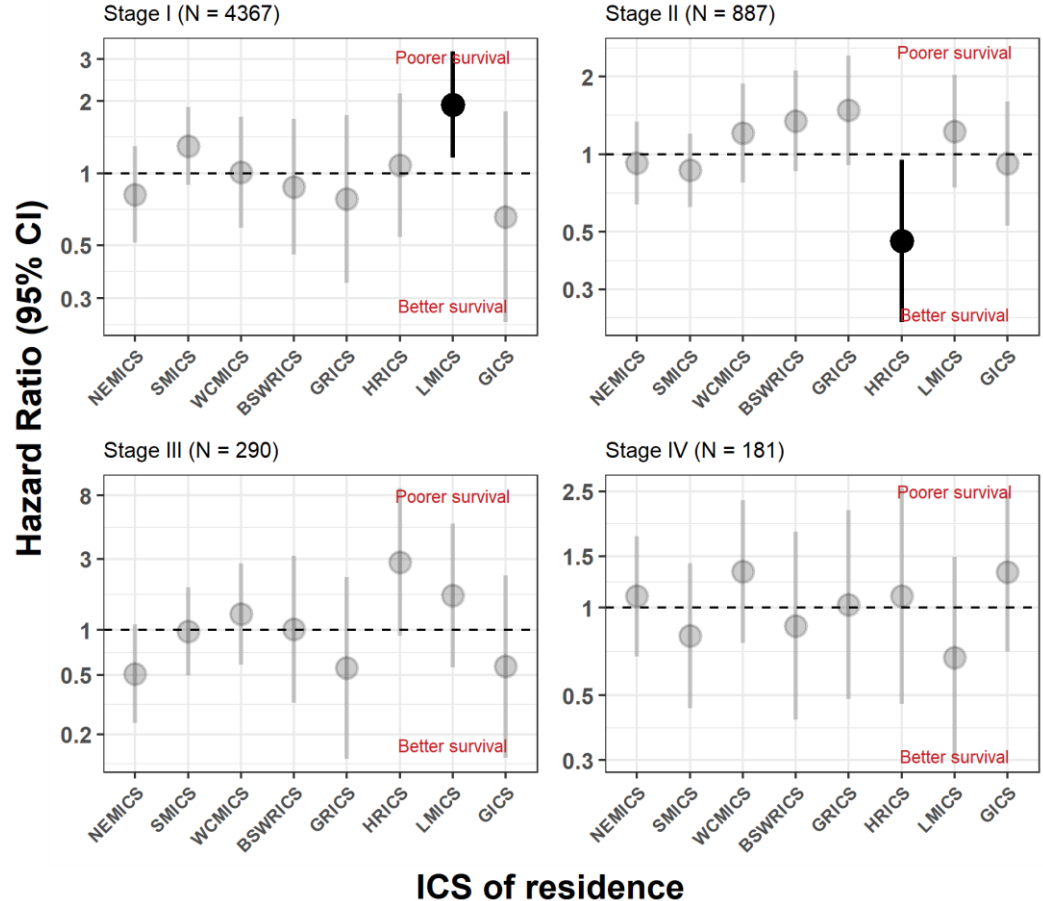 Stage I (N = 4367)
Poorer survival
3
2
1
0.5
0.3
Better survival
NEMICS
SMICS
WCMICS
BSWRICS
GRICS
HRICS
LMICS
GICS
Stage II (N = 887)
Poorer survival
2
1
0.5
0.3
Better survival
NEMICS
SMICS
WCMICS
BSWRICS
GRICS
HRICS
LMICS
GICS
Hazard Ratio (95% CI)
Stage III (N = 290)
Poorer survival
8
3
1
0.5
0.2
Better survival
NEMICS
SMICS
WCMICS
BSWRICS
GRICS
HRICS
LMICS
GICS
Stage IV (N = 181)
Poorer survival
2.5
1.5
1
0.5
0.3
Better survival
NEMICS
SMICS
WCMICS
BSWRICS
GRICS
HRICS
LMICS
GICS
ICS of residence